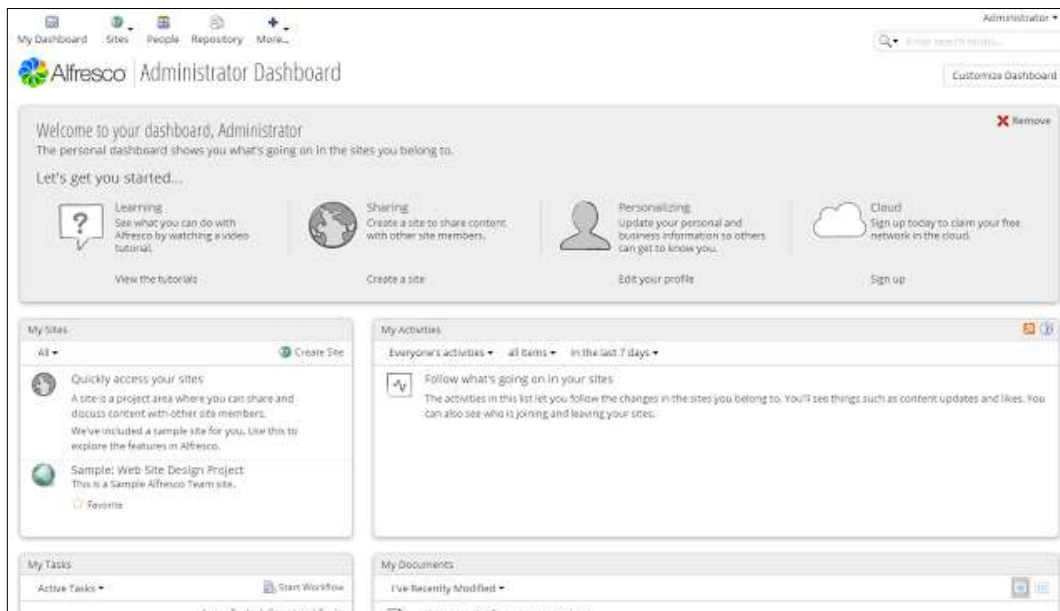 Administrator
My Dashboard Sites People Repository More...
Enter search terms...
Alfresco Administrator Dashboard
Customize Dashboard
Welcome to your dashboard, Administrator
Remove
The personal dashboard shows you what's going on in the sites you belong to.
Let's get you started...
Learning
See what you can do with
Alfresco by watching a video
tutorial.
View the tutorials
Sharing
Create a site to share content
with other site members.
Create a site
Personalizing
Update your personal and
business information so others
can get to know you.
Edit your profile
Cloud
Sign up today to claim your free
network in the cloud.
Sign up
My Sites
All
Create Site
Quickly access your sites
A site is a project area where you can share and
discuss content with other site members.
We've included a sample site for you. Use this to
explore the features in Alfresco.
Sample: Web Site Design Project
This is a Sample Alfresco Team site.
Favorite
My Activities
Everyone's activities all items in the last 7 days
Follow what's going on in your sites
The activities in this list let you follow the changes in the sites you belong to. You'll see things such as content updates and likes. You
can also see who is joining and leaving your sites.
My Tasks
Active Tasks Start Workflow
My Documents
I've Recently Modified